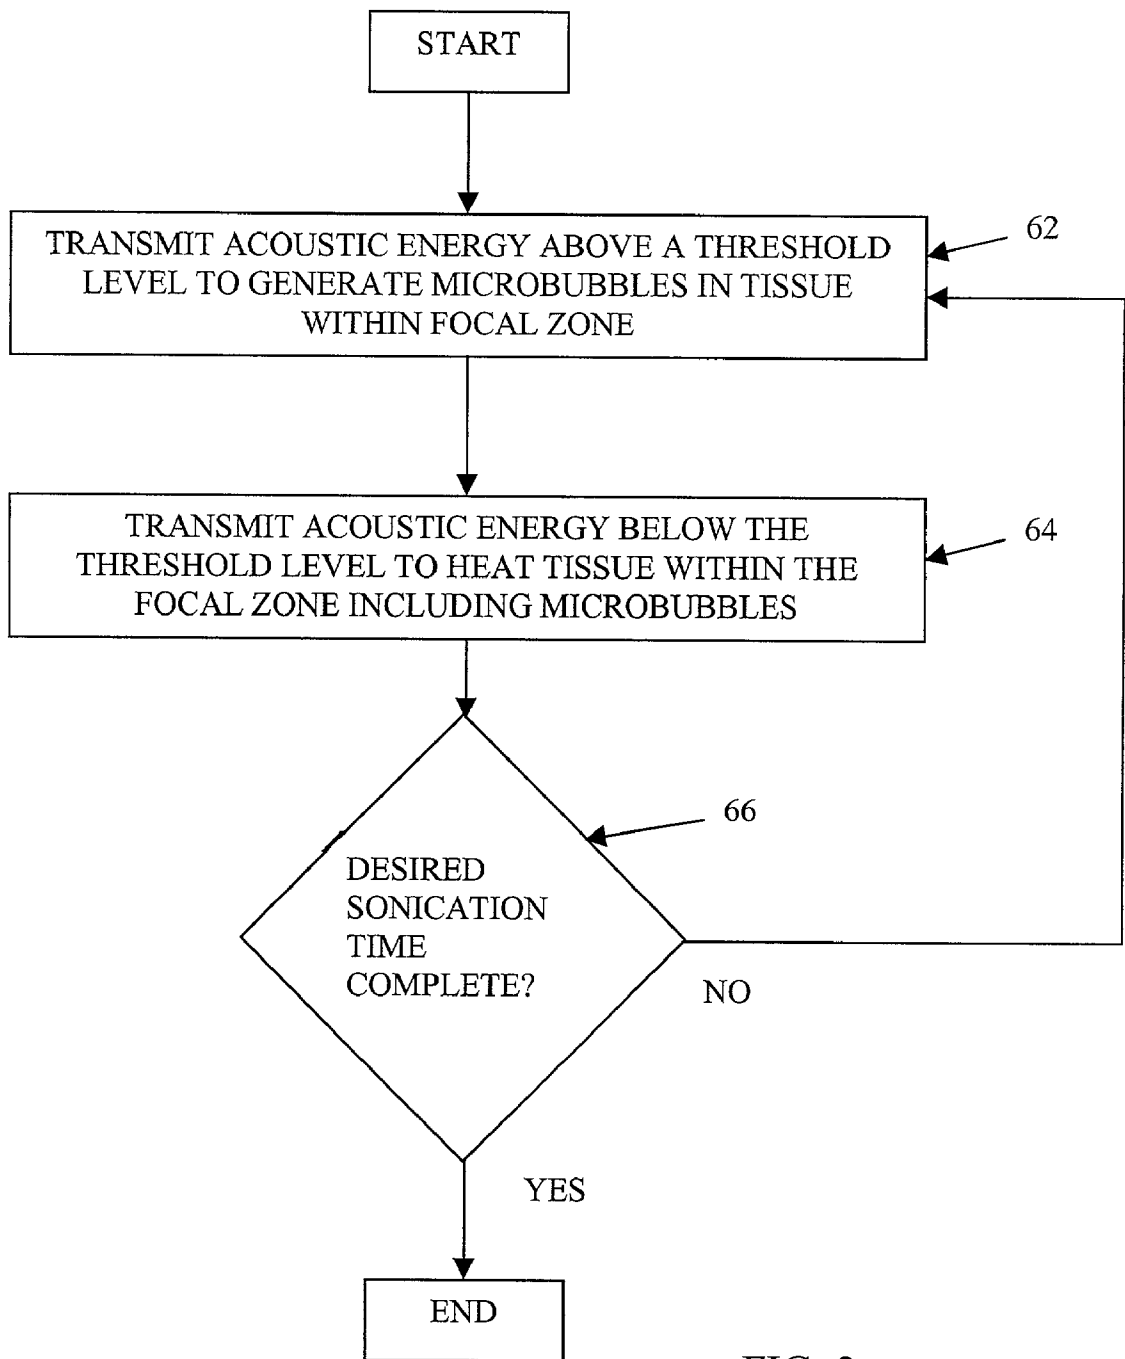 START
TRANSMIT ACOUSTIC ENERGY ABOVE A THRESHOLD
LEVEL TO GENERATE MICROBUBBLES IN TISSUE
WITHIN FOCAL ZONE
62
TRANSMIT ACOUSTIC ENERGY BELOW THE
THRESHOLD LEVEL TO HEAT TISSUE WITHIN THE
FOCAL ZONE INCLUDING MICROBUBBLES
64
66
DESIRED
SONICATION
TIME
COMPLETE?
NO
YES
END